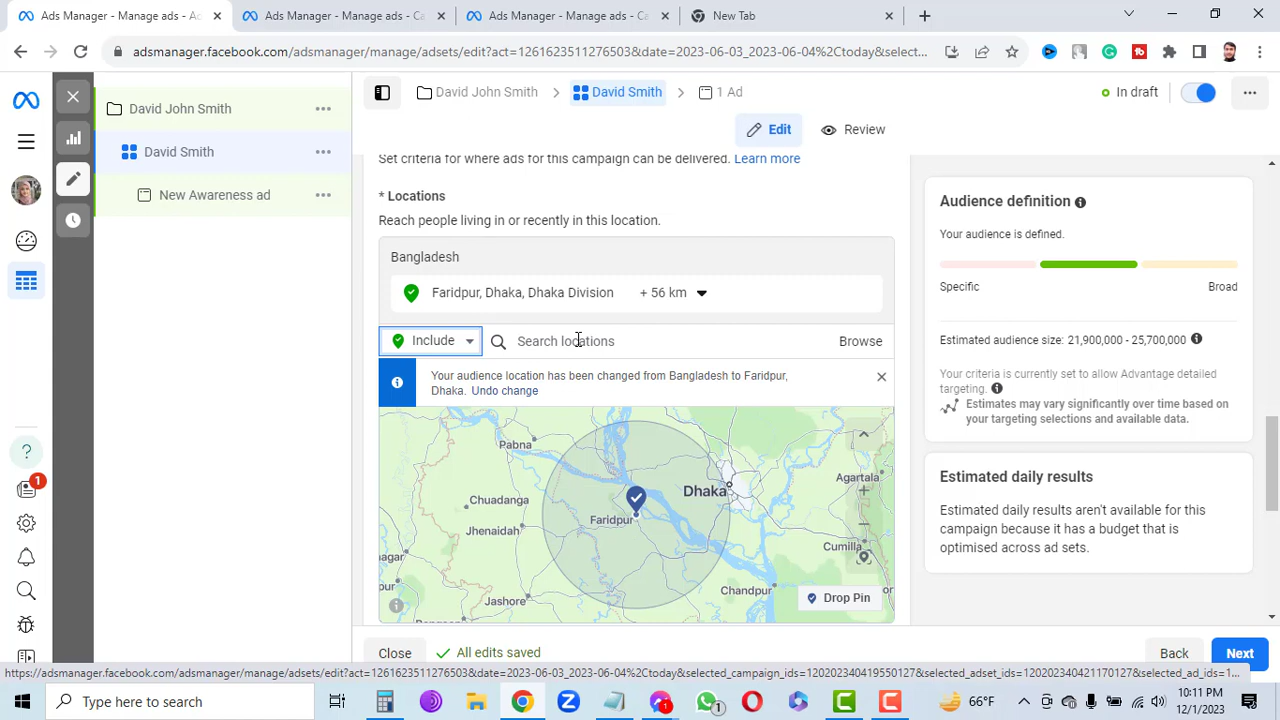 Ads Manager - Manage ads - Ads M
Ads Manager - Manage ads - Ca
Ads Manager - Manage ads - Ca
New Tab
adsmanager.facebook.com/adsmanager/manage/adsets/edit?act=1261623511276503&date=2023-06-03_2023-06-04%2Ctoday&select...
David John Smith
David Smith
New Awareness ad
David John Smith
David Smith
1 Ad
In draft
Edit
Review
Set criteria for where ads for this campaign can be delivered. Learn more
* Locations
Reach people living in or recently in this location.
Bangladesh
Faridpur, Dhaka, Dhaka Division + 56 km
Include
Search locations
Browse
Your audience location has been changed from Bangladesh to Faridpur,
Dhaka. Undo change
Pabna
Agartala
Chuadanga
Dhaka
Faridpur
Jhenaidah
Cumilla
Jashore
Chandpur
Drop Pin
Audience definition
Your audience is defined.
Specific
Broad
Estimated audience size: 21,900,000 - 25,700,000
Your criteria is currently set to allow Advantage detailed
targeting.
Estimates may vary significantly over time based on
your targeting selections and available data.
Estimated daily results
Estimated daily results aren't available for this
campaign because it has a budget that is
optimised across ad sets.
Close
All edits saved
Back
Next
1
https://adsmanager.facebook.com/adsmanager/manage/adsets/edit?act=1261623511276503&date=2023-06-03_2023-06-04%2Ctoday&selected_campaign_ids=120202340419550127&selected_adset_ids=120202340421170127&selected_ad_ids=1...
Type here to search
1
1
66°F
10:11 PM
12/1/2023